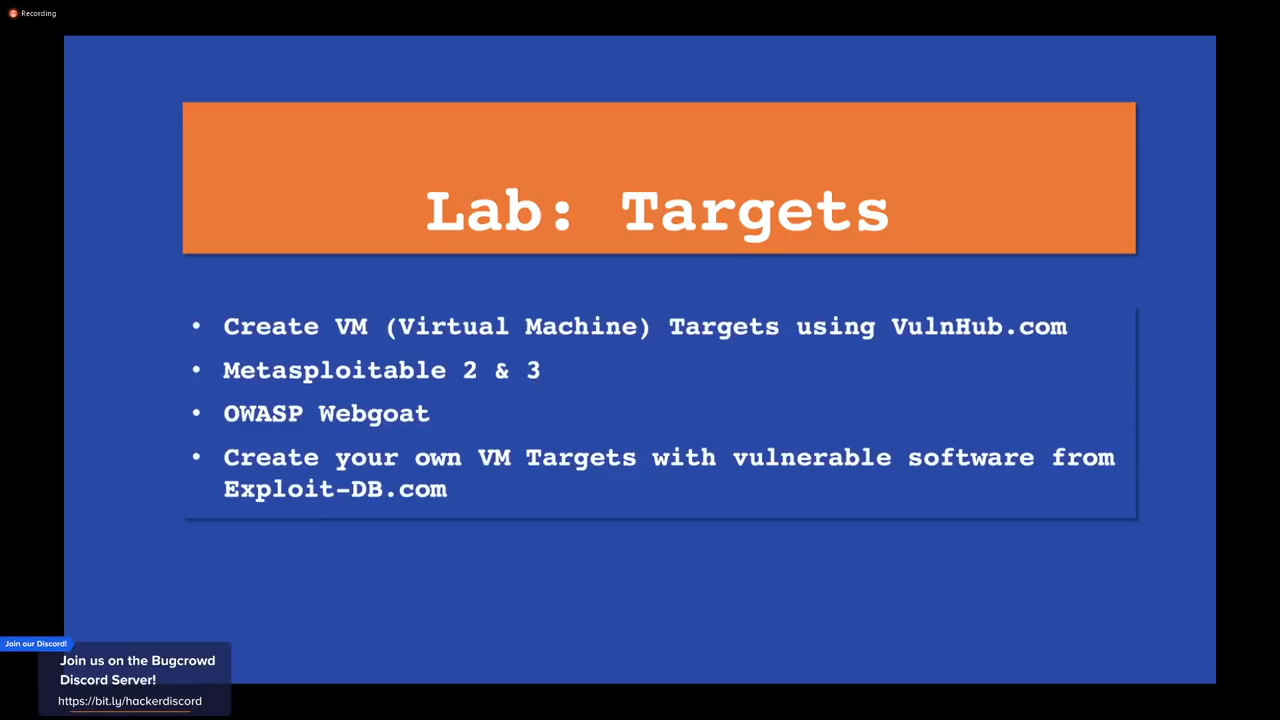 Recording
Lab: Targets
• Create VM (Virtual Machine) Targets using VulnHub.com
• Metasploitable 2 & 3
• OWASP Webgoat
• Create your own VM Targets with vulnerable software from
Exploit-DB.com
Join our Discord!
Join us on the Bugcrowd
Discord Server!
https://bit.ly/hackerdiscord